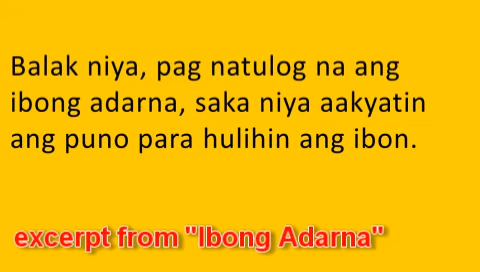 Balak niya, pag natulog na ang
ibong adarna, saka niya aakyatin
ang puno para hulihin ang ibon.
excerpt from "Ibong Adarna"